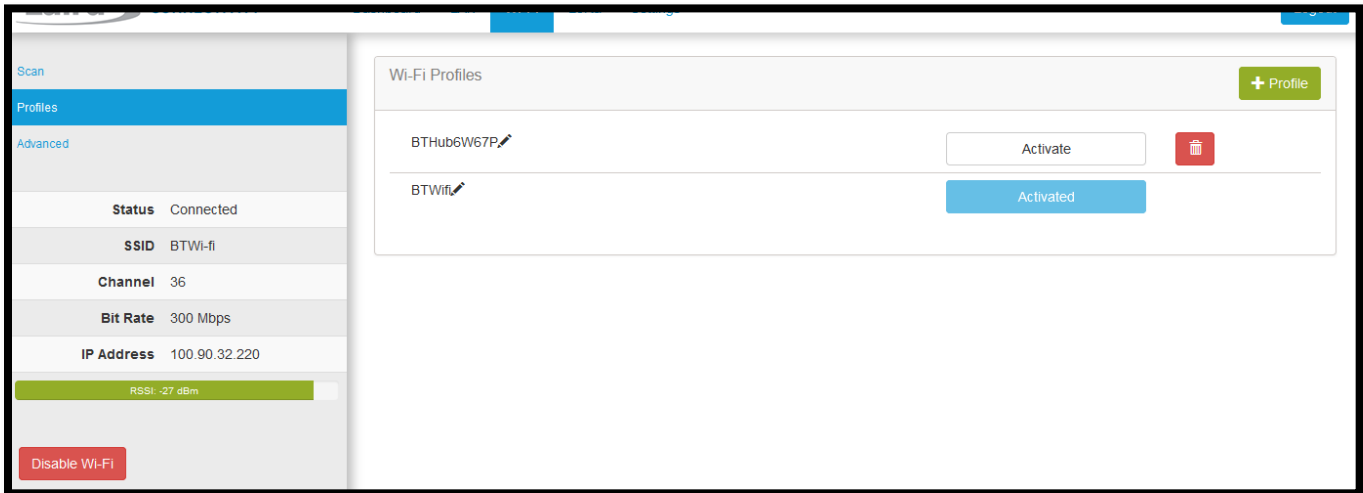 Scan
Profiles
Advanced
Status Connected
SSID BTWi-fi
Channel 36
Bit Rate 300 Mbps
IP Address 100.90.32.220
RSSI: -27 dBm
Disable Wi-Fi
Wi-Fi Profiles
+ Profile
BTHub6W67P
Activate
BTWifi
Activated